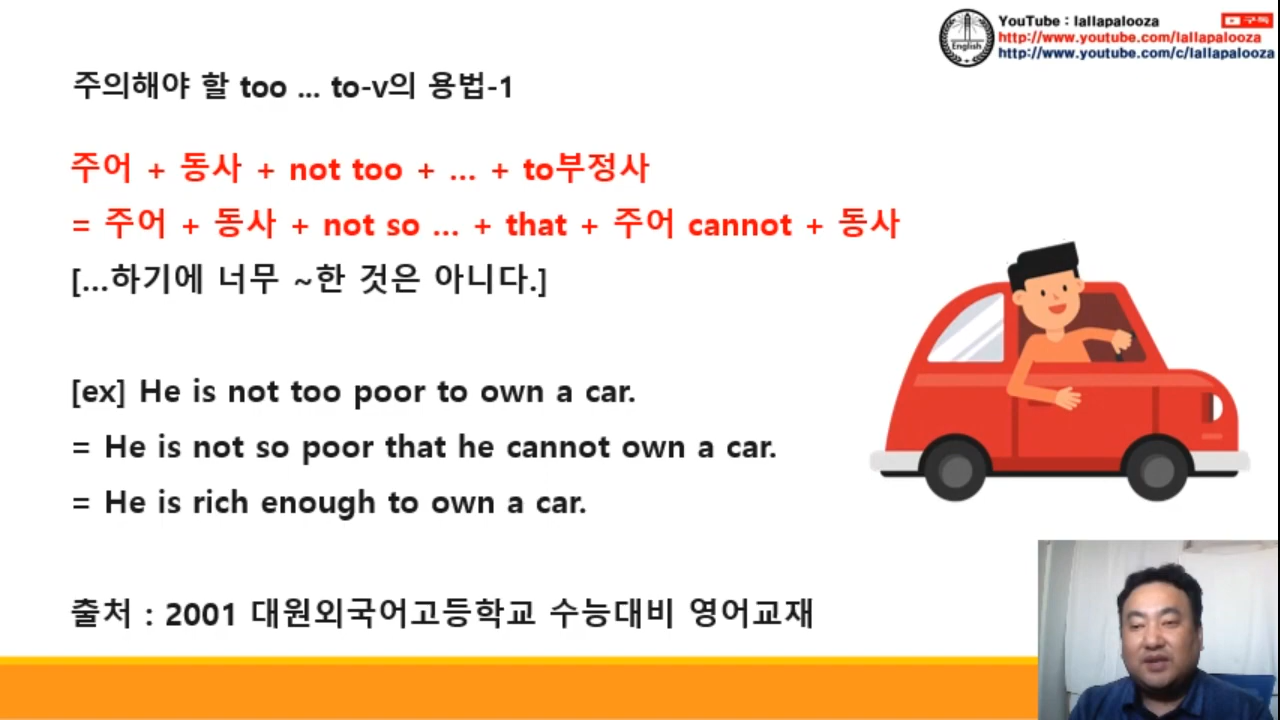 YouTube : lallapalooza
구독
http://www.youtube.com/lallapalooza
http://www.youtube.com/c/lallapalooza
English
주의해야 할 too ... to-v의 용법-1
주어 + 동사 + not too + ... + to부정사
= 주어 + 동사 + not so ... + that + 주어 cannot + 동사
[...하기에 너무 ~한 것은 아니다.]
[ex] He is not too poor to own a car.
= He is not so poor that he cannot own a car.
= He is rich enough to own a car.
출처 : 2001 대원외국어고등학교 수능대비 영어교재